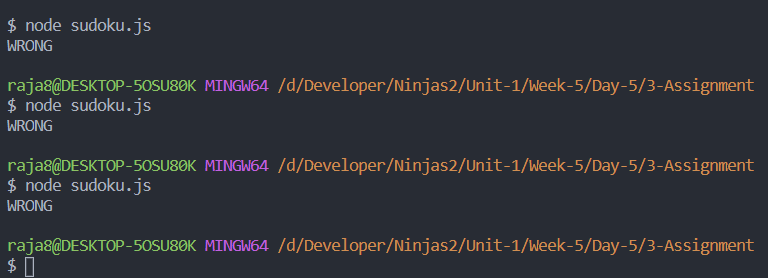 $ node sudoku.js
WRONG
raja8@DESKTOP-5OSU80K MINGW64 /d/Developer/Ninjas2/Unit-1/Week-5/Day-5/3-Assignment
$ node sudoku.js
WRONG
raja8@DESKTOP-5OSU80K MINGW64 /d/Developer/Ninjas2/Unit-1/Week-5/Day-5/3-Assignment
$ node sudoku.js
WRONG
raja8@DESKTOP-5OSU80K MINGW64 /d/Developer/Ninjas2/Unit-1/Week-5/Day-5/3-Assignment
$